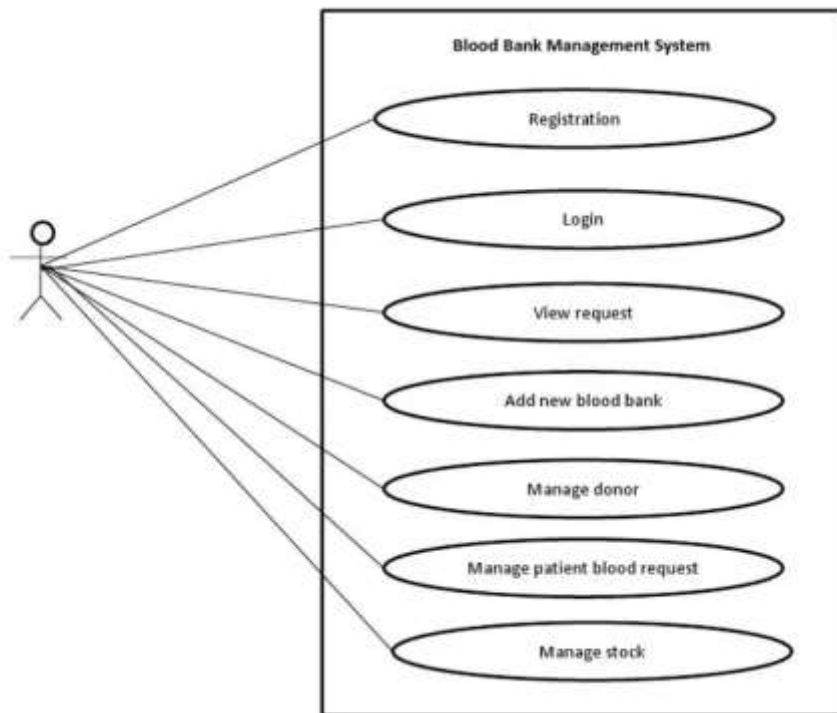 Blood Bank Management System
Registration
Login
View request
Add new blood bank
Manage donor
Manage patient blood request
Manage stock